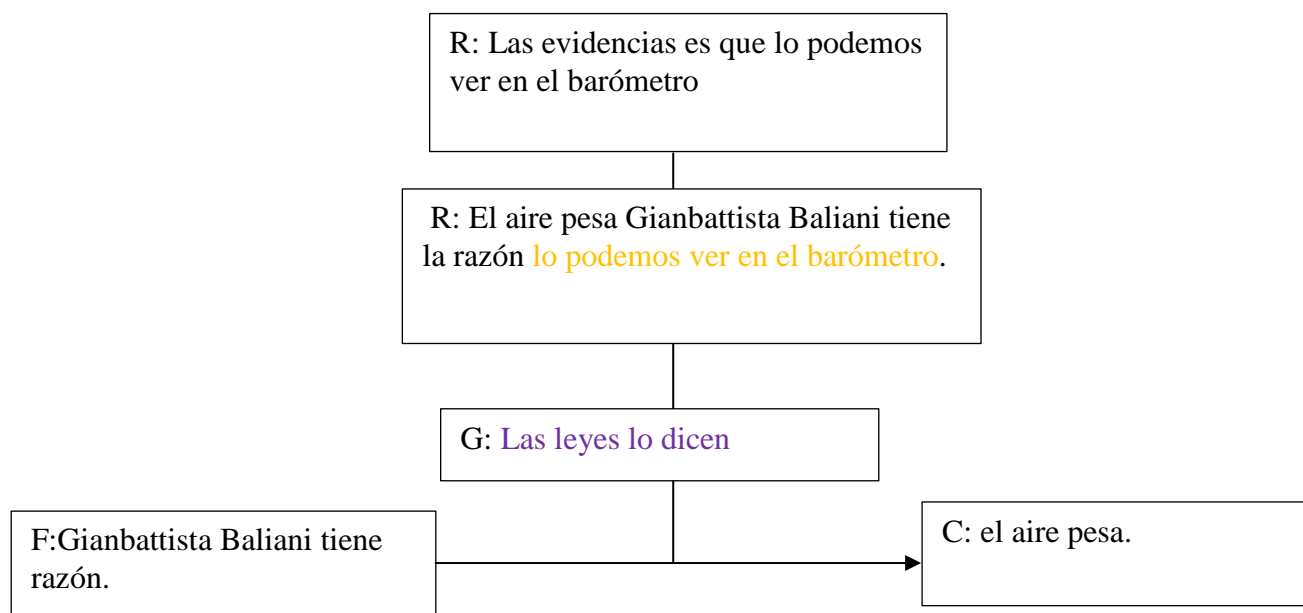 R: Las evidencias es que lo podemos
ver en el barómetro
R: El aire pesa Gianbattista Baliani tiene
la razón lo podemos ver en el barómetro.
G: Las leyes lo dicen
F:Gianbattista Baliani tiene
razón.
C: el aire pesa.